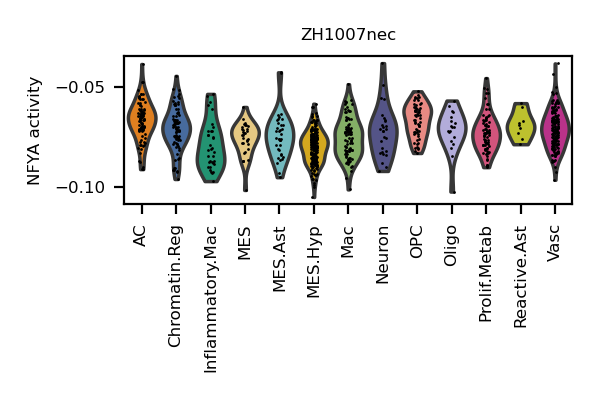 ZH1007nec
NFYA activity
−0.05
−0.10
AC
Chromatin.Reg
Inflammatory.Mac
MES
MES.Ast
MES.Hyp
Mac
Neuron
OPC
Oligo
Prolif.Metab
Reactive.Ast
Vasc